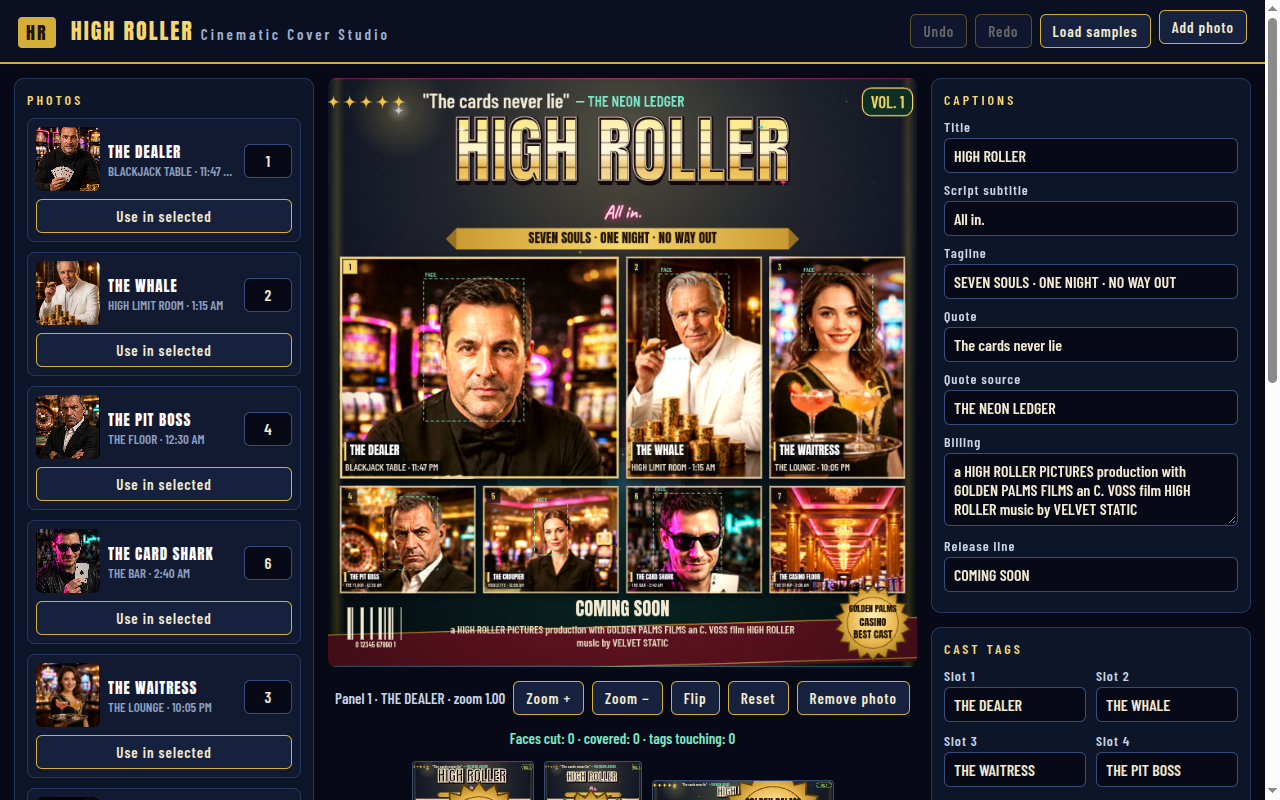 HR HIGH ROLLER Cinematic Cover Studio
Undo Redo Load samples Add photo
PHOTOS
THE DEALER
BLACKJACK TABLE · 11:47 ...
1
Use in selected
THE WHALE
HIGH LIMIT ROOM · 1:15 AM
2
Use in selected
THE PIT BOSS
THE FLOOR · 12:30 AM
4
Use in selected
THE CARD SHARK
THE BAR · 2:40 AM
6
Use in selected
THE WAITRESS
THE LOUNGE · 10:05 PM
3
Use in selected
"The cards never lie" — THE NEON LEDGER
VOL. 1
HIGH ROLLER
All in.
SEVEN SOULS · ONE NIGHT · NO WAY OUT
1
FACE
THE DEALER
BLACKJACK TABLE · 11:47 PM
2
FACE
THE WHALE
HIGH LIMIT ROOM · 1:15 AM
3
FACE
THE WAITRESS
THE LOUNGE · 10:05 PM
4
FACE
THE PIT BOSS
THE FLOOR · 12:30 AM
5
FACE
THE CROUPIER
6
FACE
THE CARD SHARK
THE BAR · 2:40 AM
7
THE CASINO FLOOR
0 12345 67890 1
COMING SOON
a HIGH ROLLER PICTURES production with GOLDEN PALMS FILMS an C. VOSS film HIGH ROLLER
music by VELVET STATIC
GOLDEN PALMS
CASINO
BEST CAST
Panel 1 · THE DEALER · zoom 1.00
Zoom + Zoom − Flip Reset Remove photo
Faces cut: 0 · covered: 0 · tags touching: 0
CAPTIONS
Title
HIGH ROLLER
Script subtitle
All in.
Tagline
SEVEN SOULS · ONE NIGHT · NO WAY OUT
Quote
The cards never lie
Quote source
THE NEON LEDGER
Billing
a HIGH ROLLER PICTURES production with
GOLDEN PALMS FILMS an C. VOSS film HIGH
ROLLER music by VELVET STATIC
Release line
COMING SOON
CAST TAGS
Slot 1
THE DEALER
Slot 2
THE WHALE
Slot 3
THE WAITRESS
Slot 4
THE PIT BOSS